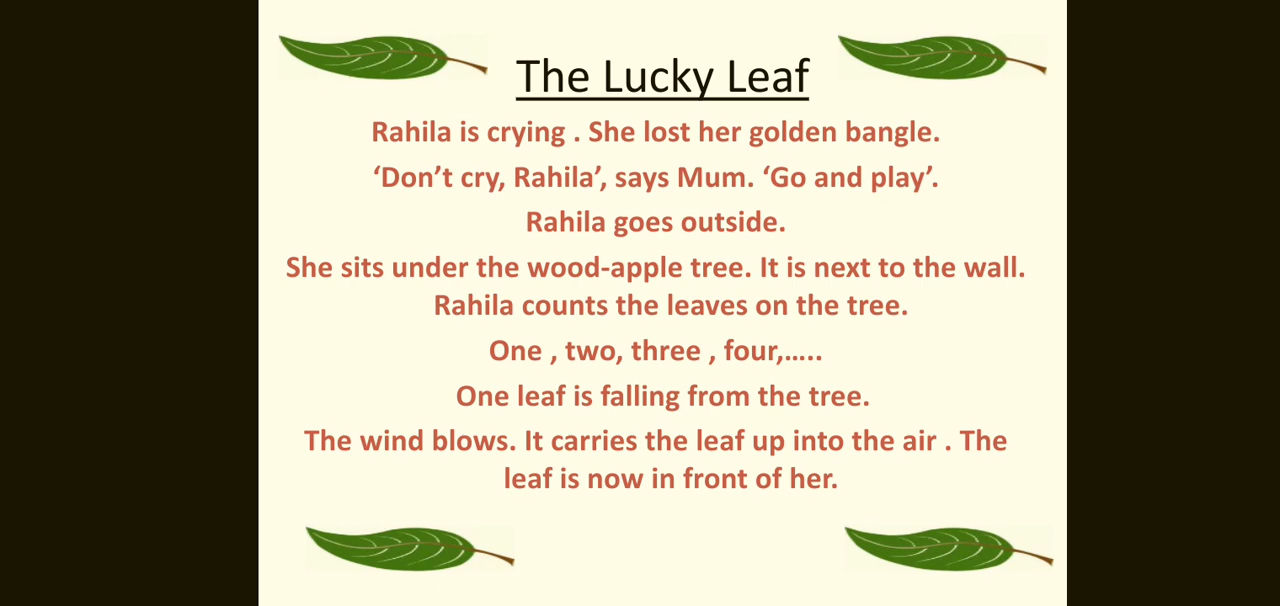 The Lucky Leaf
Rahila is crying . She lost her golden bangle.
‘Don’t cry, Rahila’, says Mum. ‘Go and play’.
Rahila goes outside.
She sits under the wood-apple tree. It is next to the wall.
Rahila counts the leaves on the tree.
One , two, three , four,…..
One leaf is falling from the tree.
The wind blows. It carries the leaf up into the air . The
leaf is now in front of her.